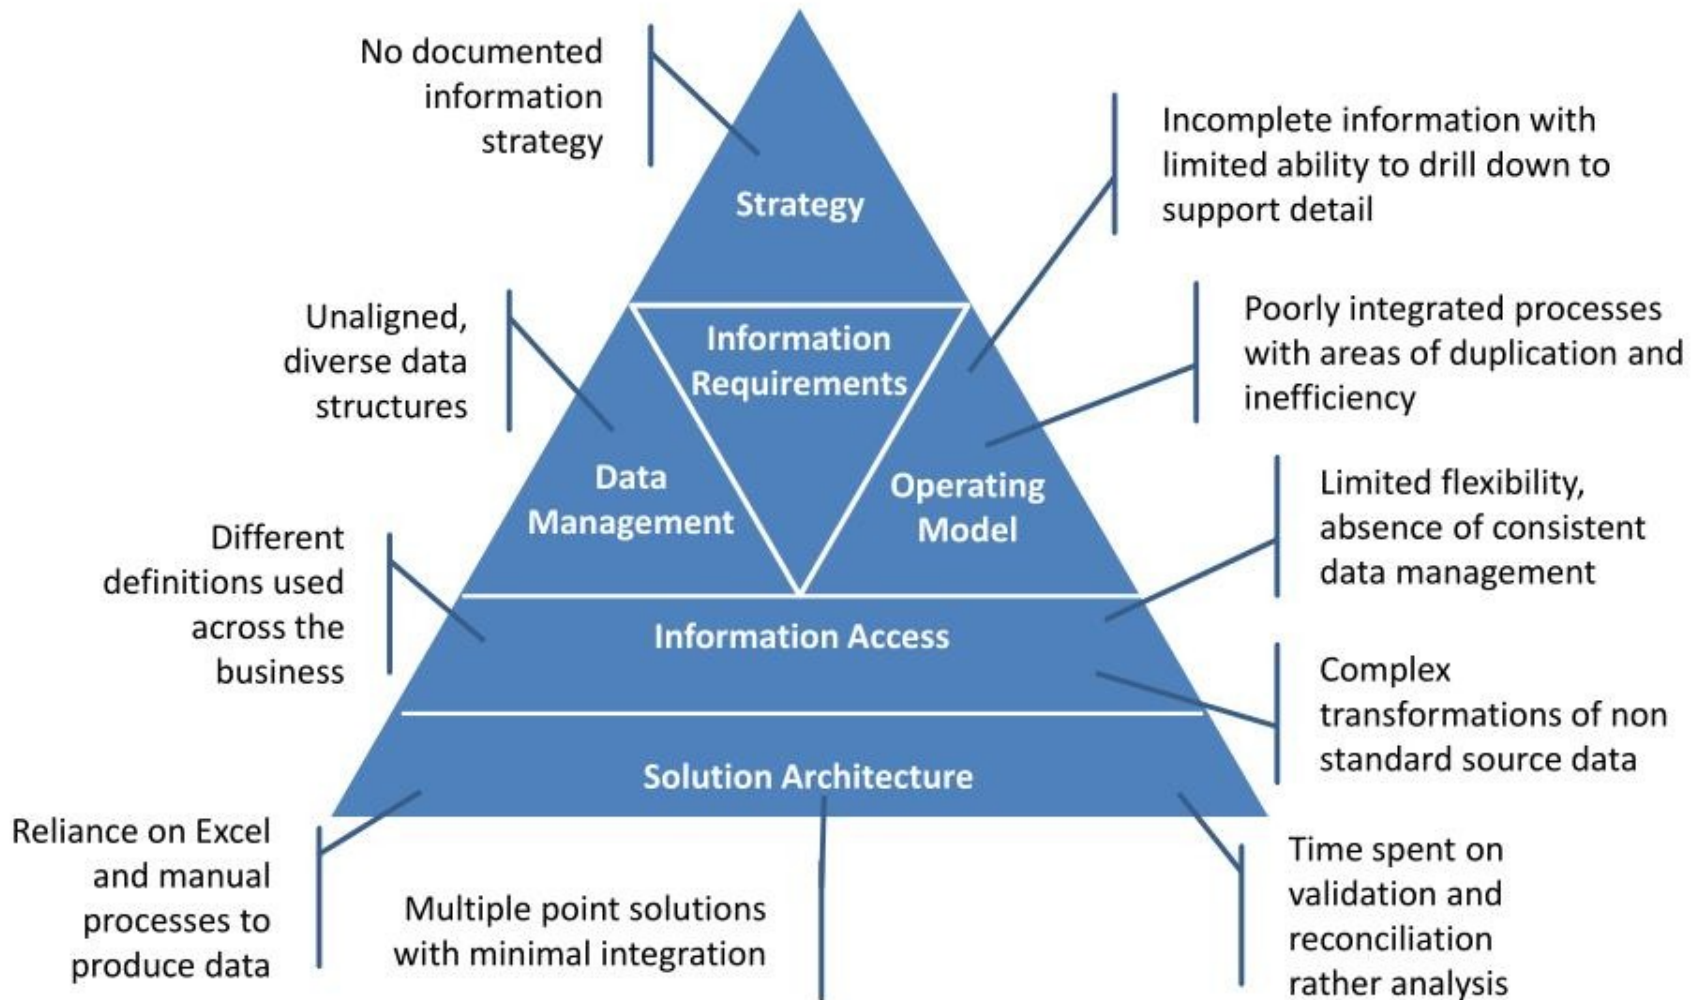 No documented
information
strategy
Strategy
Incomplete information with
limited ability to drill down to
support detail
Unaligned,
diverse data
structures
Information
Requirements
Poorly integrated processes
with areas of duplication and
inefficiency
Data
Management
Operating
Model
Limited flexibility,
absence of consistent
data management
Different
definitions used
across the
business
Information Access
Complex
transformations of non
standard source data
Solution Architecture
Reliance on Excel
and manual
processes to
produce data
Multiple point solutions
with minimal integration
Time spent on
validation and
reconciliation
rather analysis